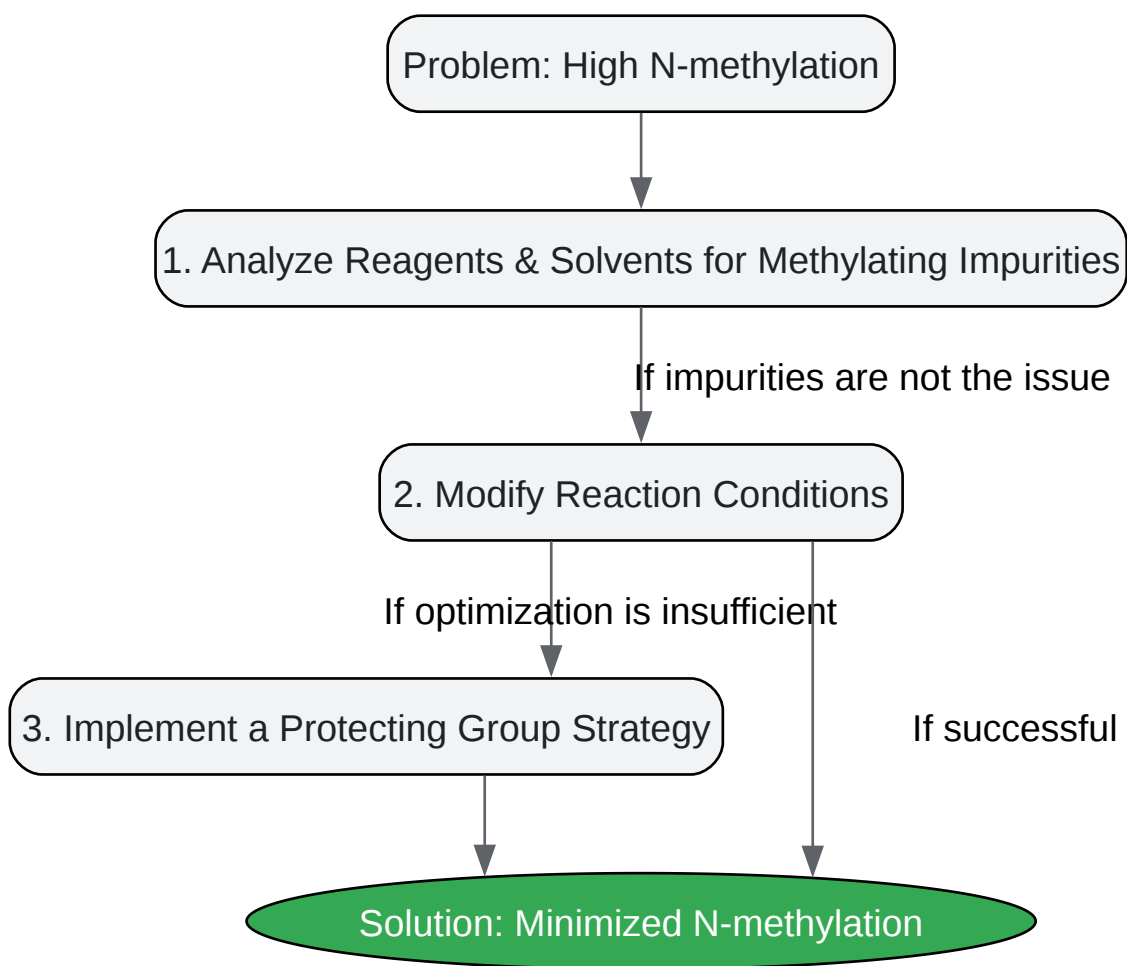 Problem: High N-methylation
1. Analyze Reagents & Solvents for Methylating Impurities
If impurities are not the issue
2. Modify Reaction Conditions
If optimization is insufficient
3. Implement a Protecting Group Strategy
If successful
Solution: Minimized N-methylation